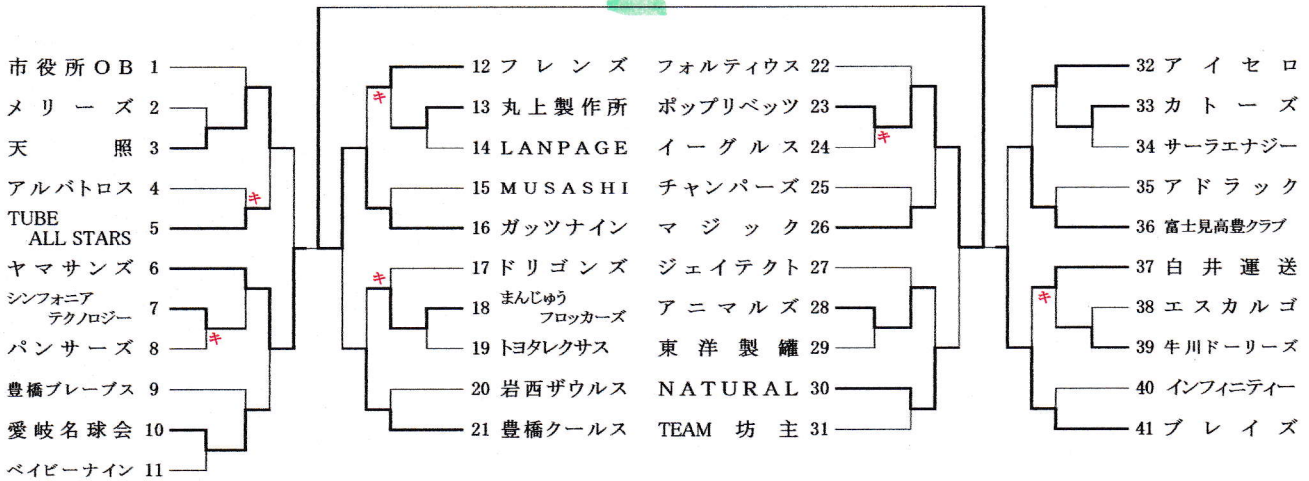 市役所OB 1
メリーズ 2
天照 3
アルバトロス 4
TUBE
ALL STARS 5
ヤマサンズ 6
シンフォニア
テクノロジー 7
パンサーズ 8
豊橋ブレーブス 9
愛岐名球会 10
ベイビーナイン 11
キ
キ
12 フレンズ
13 丸上製作所
14 LANPAGE
15 MUSASHI
16 ガッツナイン
17 ドリゴンズ
18 まんじゅう
フロッカーズ
19 トヨタレクサス
20 岩西ザウルス
21 豊橋クールス
キ
キ
フォルティウス 22
ポップリベッツ 23
イーグルス 24
チャンパーズ 25
マジック 26
ジェイテクト 27
アニマルズ 28
東洋製罐 29
NATURAL 30
TEAM 坊主 31
キ
32 アイセロ
33 カトーズ
34 サーラエナジー
35 アドラック
36 富士見高豊クラブ
37 白井運送
38 エスカルゴ
39 牛川ドーリーズ
40 インフィニティー
41 ブレイズ
キ